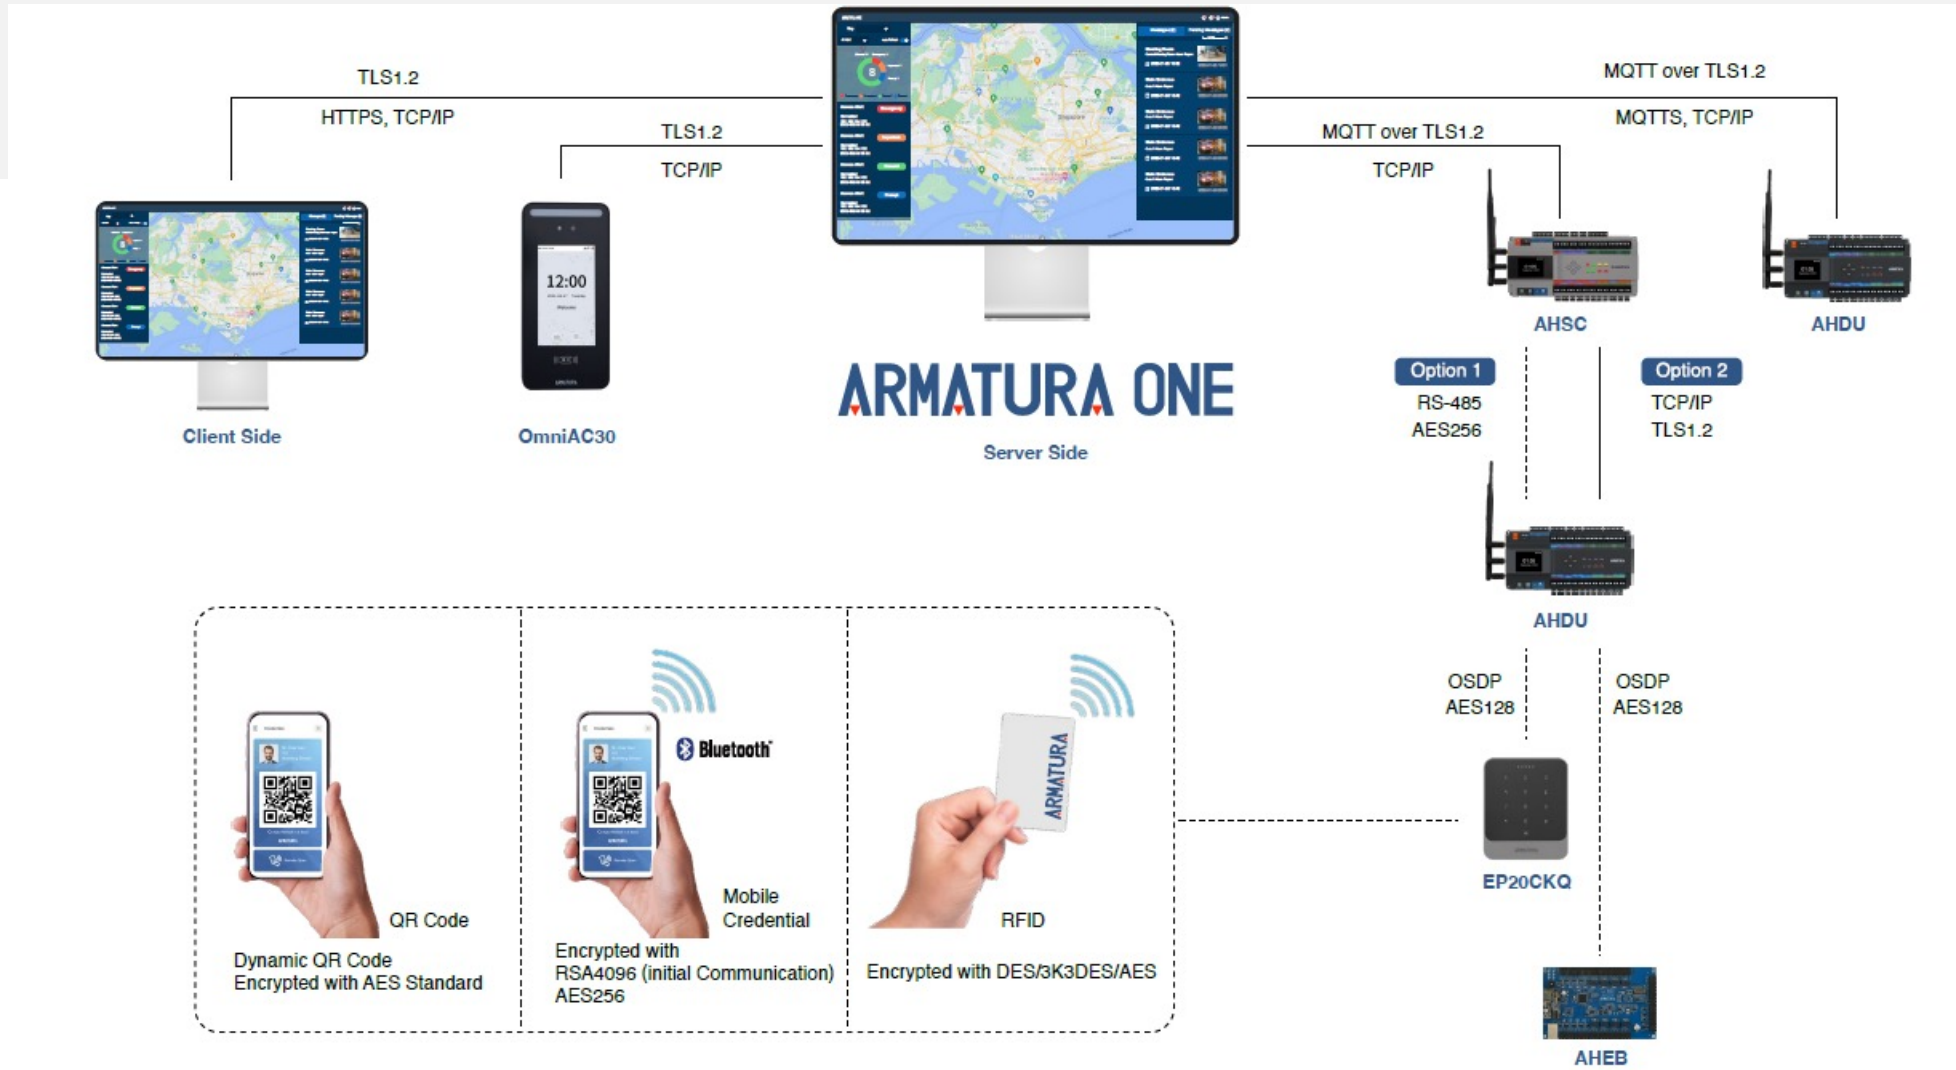 TLS1.2
HTTPS, TCP/IP
TLS1.2
TCP/IP
MQTT over TLS1.2
TCP/IP
MQTT over TLS1.2
MQTTS, TCP/IP
Singapore
12:00
Client Side
OmniAC30
ARMATURA ONE
Server Side
AHSC
AHDU
Option 1
RS-485
AES256
Option 2
TCP/IP
TLS1.2
AHDU
OSDP
AES128
OSDP
AES128
EP20CKQ
AHEB
QR Code
Dynamic QR Code
Encrypted with AES Standard
Bluetooth
Mobile
Credential
Encrypted with
RSA4096 (initial Communication)
AES256
ARMATURA
RFID
Encrypted with DES/3K3DES/AES